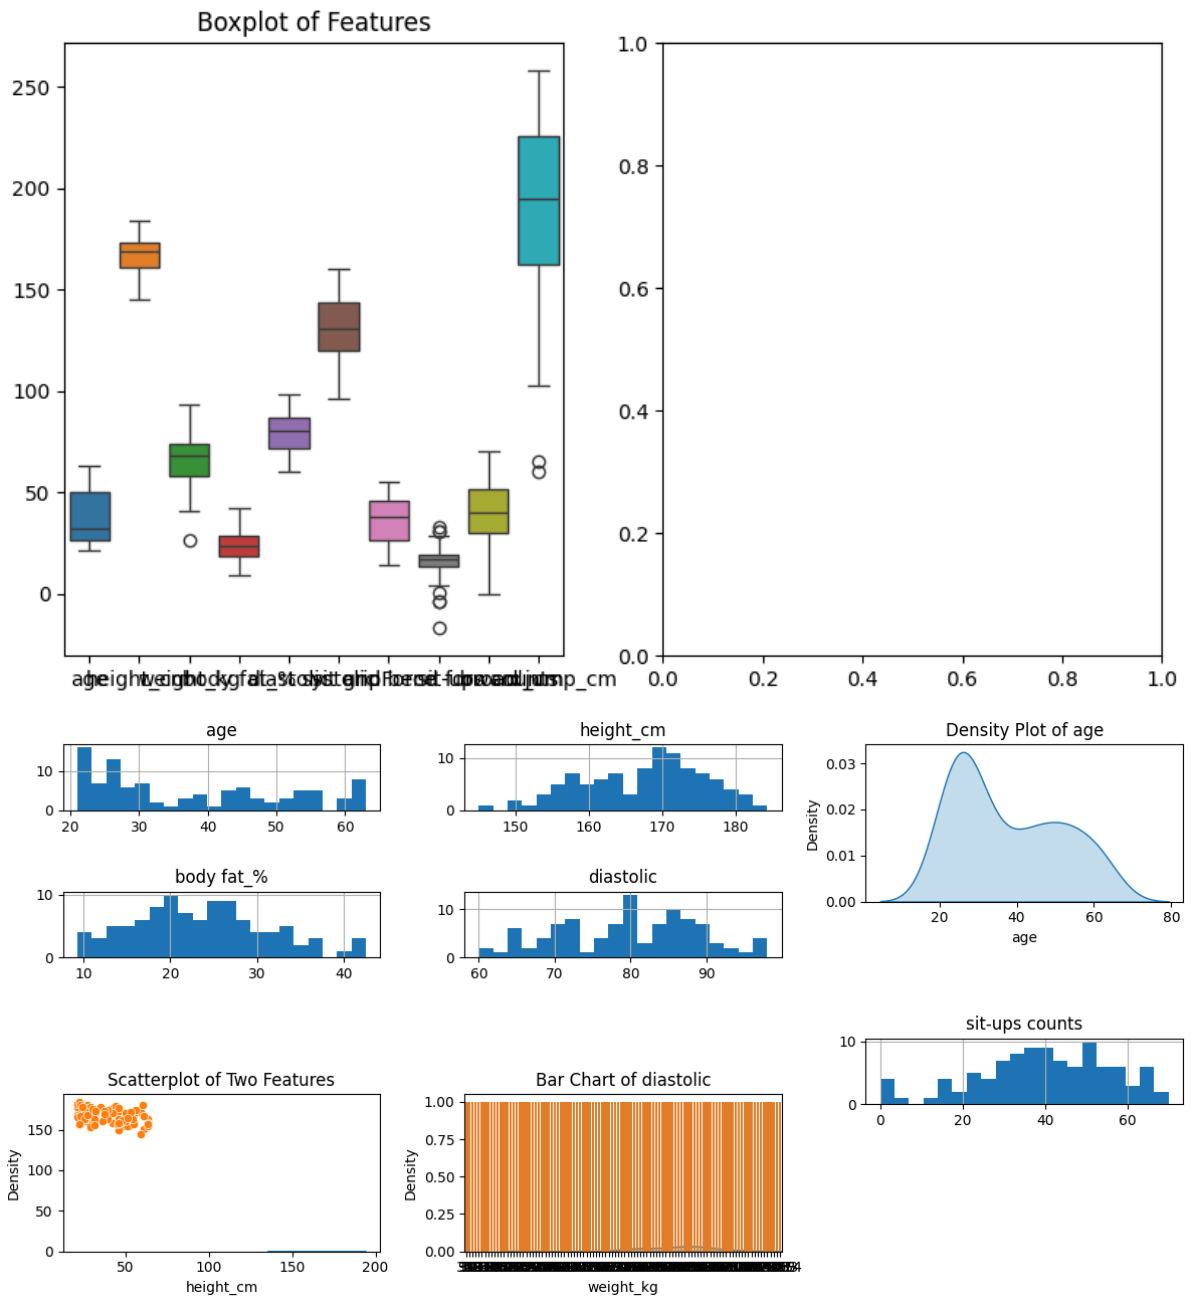 Boxplot of Features
250
200
150
100
50
0
age
1.0
0.8
0.6
0.4
0.2
0.0
0.0 0.2 0.4 0.6 0.8 1.0
age
10
0
20 30 40 50 60
height_cm
10
0
150 160 170 180
Density Plot of age
Density
0.03
0.02
0.01
0.00
20 40 60 80
age
body fat_%
10
0
10 20 30 40
diastolic
10
5
0
60 70 80 90
sit-ups counts
10
5
0
0 20 40 60
Scatterplot of Two Features
Density
150
100
50
0
50 100 150 200
height_cm
Bar Chart of diastolic
Density
1.00
0.75
0.50
0.25
0.00
weight_kg